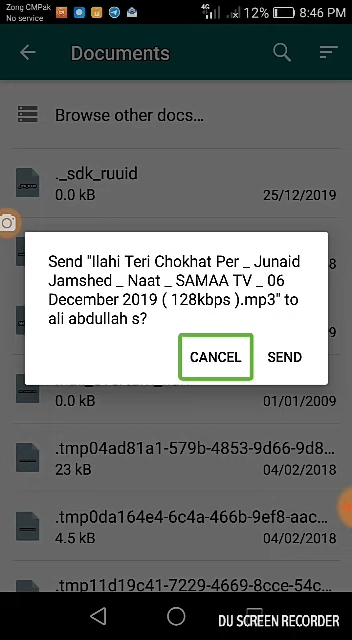 Zong CMPak
No service
4G
12%
8:46 PM
Documents
Browse other docs...
._sdk_ruuid
0.0 kB
25/12/2019
8
Send "Ilahi Teri Chokhat Per _ Junaid
Jamshed _ Naat _ SAMAA TV _ 06
December 2019 ( 128kbps ).mp3" to
ali abdullah s?
9
CANCEL
SEND
0.0 kB
01/01/2009
.tmp04ad81a1-579b-4853-9d66-9d8...
23 kB
04/02/2018
.tmp0da164e4-6c4a-466b-9ef8-aac...
4.5 kB
04/02/2018
.tmp11d19c41-7229-4669-8cce-54c...
DU SCREEN RECORDER